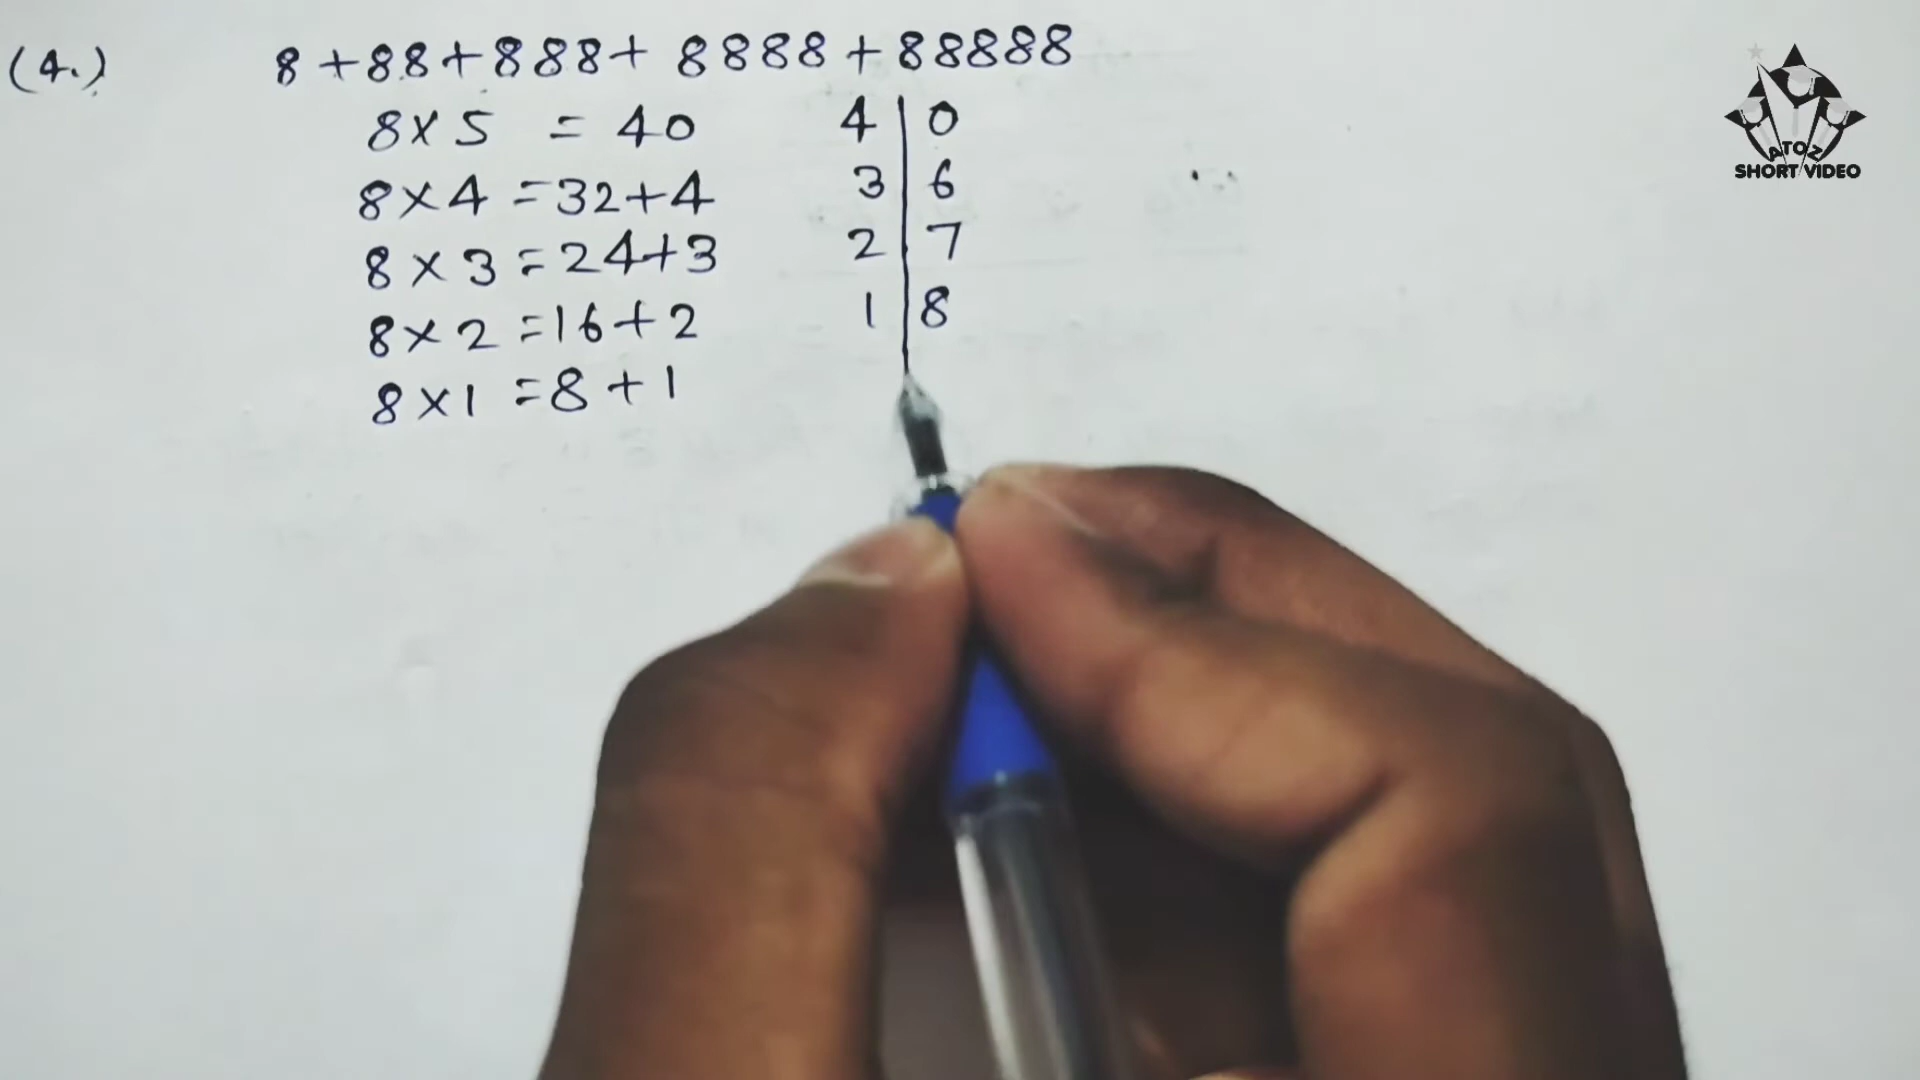 (4.) 8+88+888+8888+88888
8×5 = 40 4|0
8×4 =32+4 3|6
8×3 =24+3 2|7
8×2 =16+2 1|8
8×1 =8+1
A TO Z
SHORT VIDEO